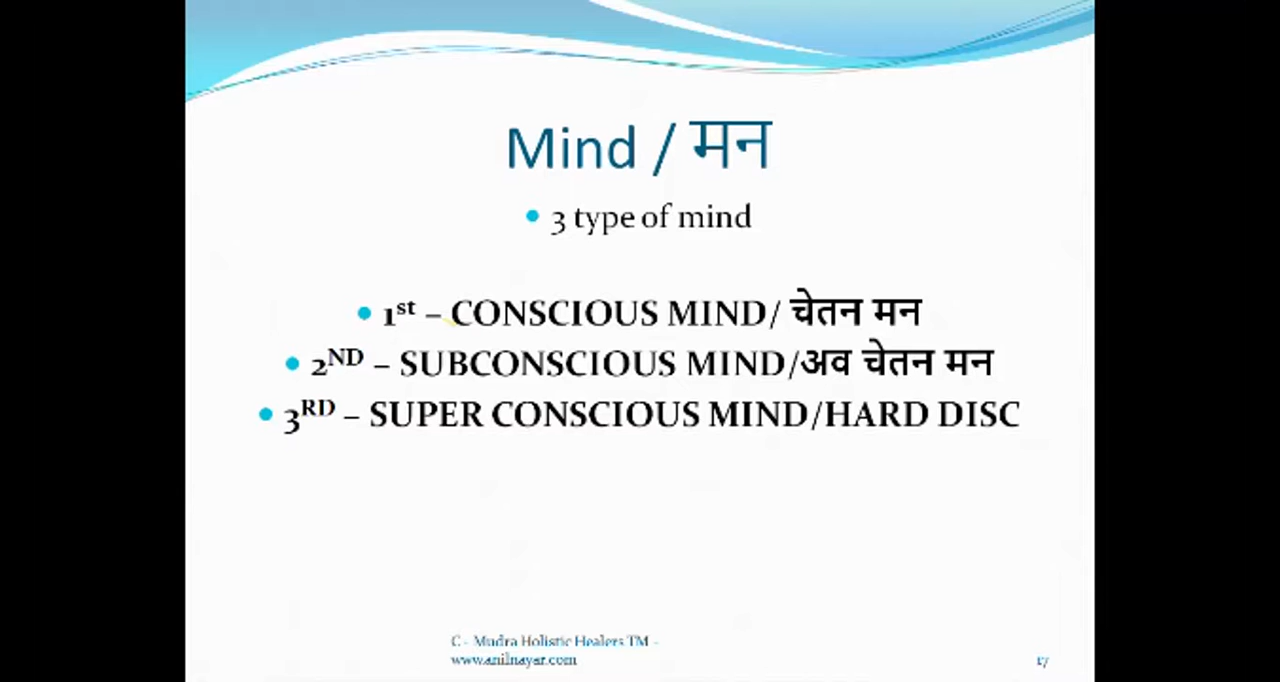 Mind / मन
• 3 type of mind
• 1st – CONSCIOUS MIND/ चेतन मन
• 2ND – SUBCONSCIOUS MIND/अव चेतन मन
• 3RD – SUPER CONSCIOUS MIND/HARD DISC
C - Mudra Holistic Healers TM -
www.anilnayar.com
17